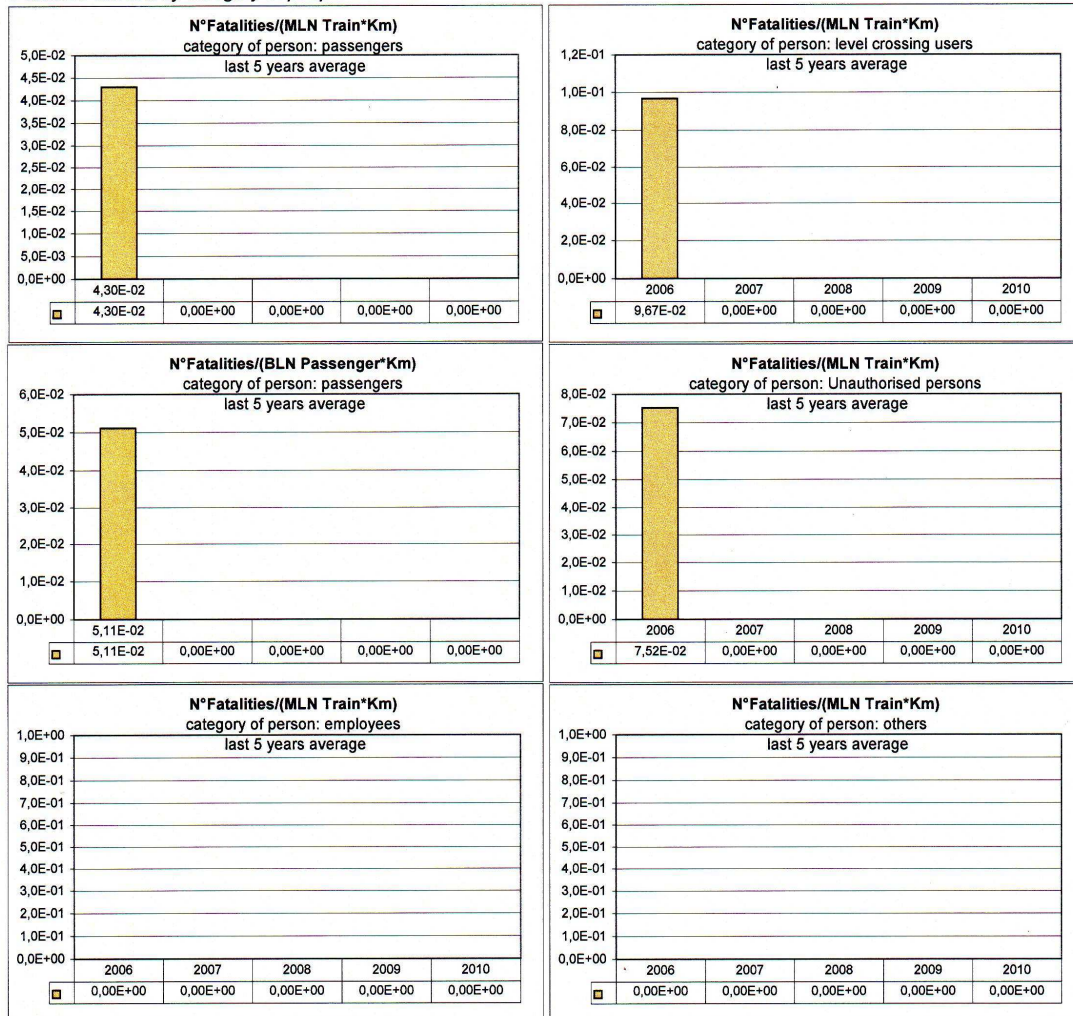 N°Fatalities/(MLN Train*Km)
category of person: passengers
last 5 years average
5,0E-02
4,5E-02
4,0E-02
3,5E-02
3,0E-02
2,5E-02
2,0E-02
1,5E-02
1,0E-02
5,0E-03
0,0E+00
4,30E-02
4,30E-02 0,00E+00 0,00E+00 0,00E+00 0,00E+00
N°Fatalities/(MLN Train*Km)
category of person: level crossing users
last 5 years average
1,2E-01
1,0E-01
8,0E-02
6,0E-02
4,0E-02
2,0E-02
0,0E+00
2006 2007 2008 2009 2010
9,67E-02 0,00E+00 0,00E+00 0,00E+00 0,00E+00
N°Fatalities/(BLN Passenger*Km)
category of person: passengers
last 5 years average
6,0E-02
5,0E-02
4,0E-02
3,0E-02
2,0E-02
1,0E-02
0,0E+00
5,11E-02
5,11E-02 0,00E+00 0,00E+00 0,00E+00 0,00E+00
N°Fatalities/(MLN Train*Km)
category of person: Unauthorised persons
last 5 years average
8,0E-02
7,0E-02
6,0E-02
5,0E-02
4,0E-02
3,0E-02
2,0E-02
1,0E-02
0,0E+00
2006 2007 2008 2009 2010
7,52E-02 0,00E+00 0,00E+00 0,00E+00 0,00E+00
N°Fatalities/(MLN Train*Km)
category of person: employees
last 5 years average
1,0E+00
9,0E-01
8,0E-01
7,0E-01
6,0E-01
5,0E-01
4,0E-01
3,0E-01
2,0E-01
1,0E-01
0,0E+00
2006 2007 2008 2009 2010
0,00E+00 0,00E+00 0,00E+00 0,00E+00 0,00E+00
N°Fatalities/(MLN Train*Km)
category of person: others
last 5 years average
1,0E+00
9,0E-01
8,0E-01
7,0E-01
6,0E-01
5,0E-01
4,0E-01
3,0E-01
2,0E-01
1,0E-01
0,0E+00
2006 2007 2008 2009 2010
0,00E+00 0,00E+00 0,00E+00 0,00E+00 0,00E+00